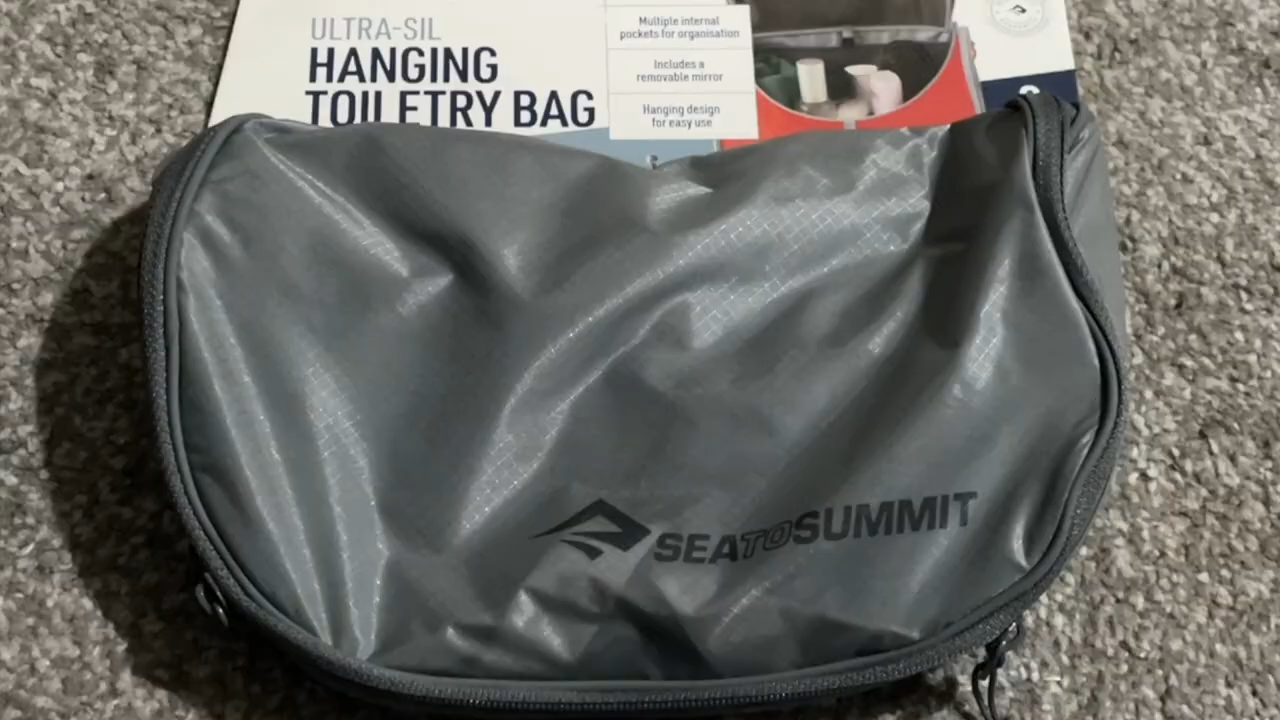 ULTRA-SIL
HANGING
TOILETRY BAG
Multiple internal
pockets for organisation
Includes a
removable mirror
Hanging design
for easy use
SEATOSUMMIT